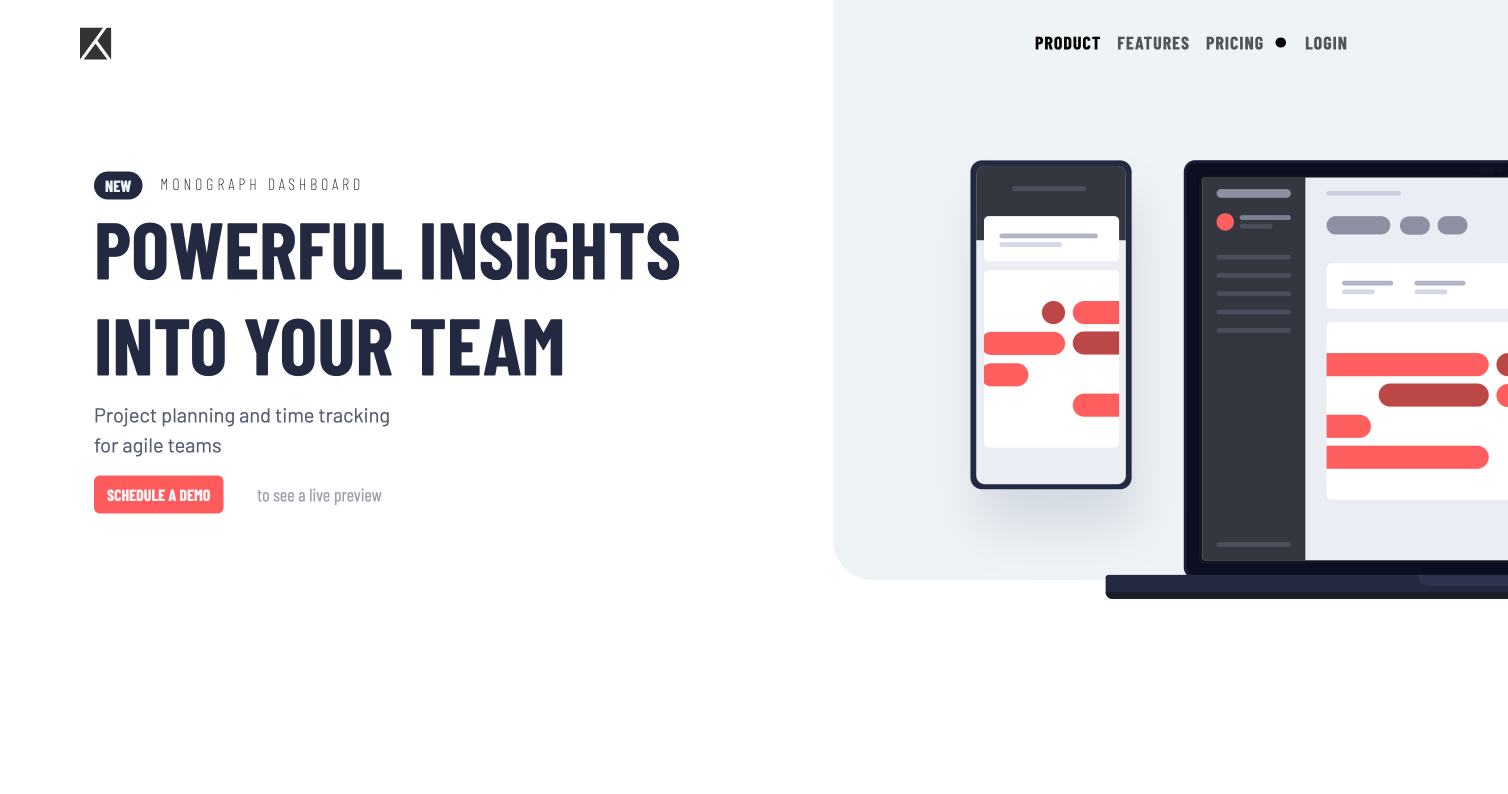 PRODUCT FEATURES PRICING LOGIN
NEW MONOGRAPH DASHBOARD
POWERFUL INSIGHTS
INTO YOUR TEAM
Project planning and time tracking
for agile teams
SCHEDULE A DEMO to see a live preview